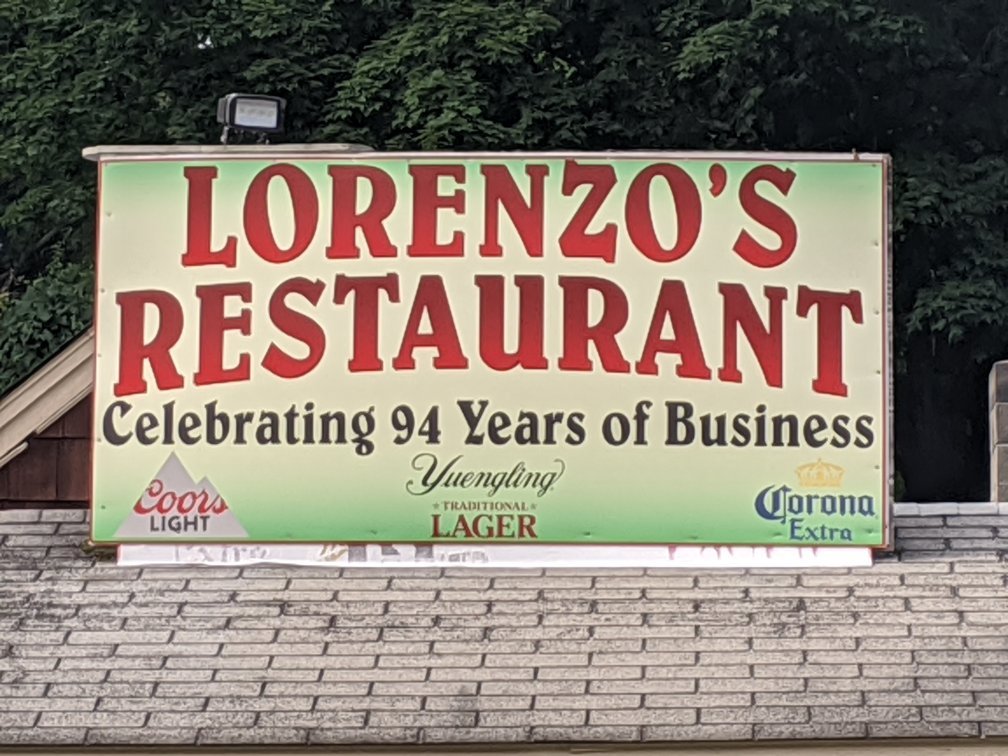 LORENZO'S
RESTAURANT
Celebrating 94 Years of Business
Coors
LIGHT
Yuengling
TRADITIONAL
LAGER
Corona
Extra